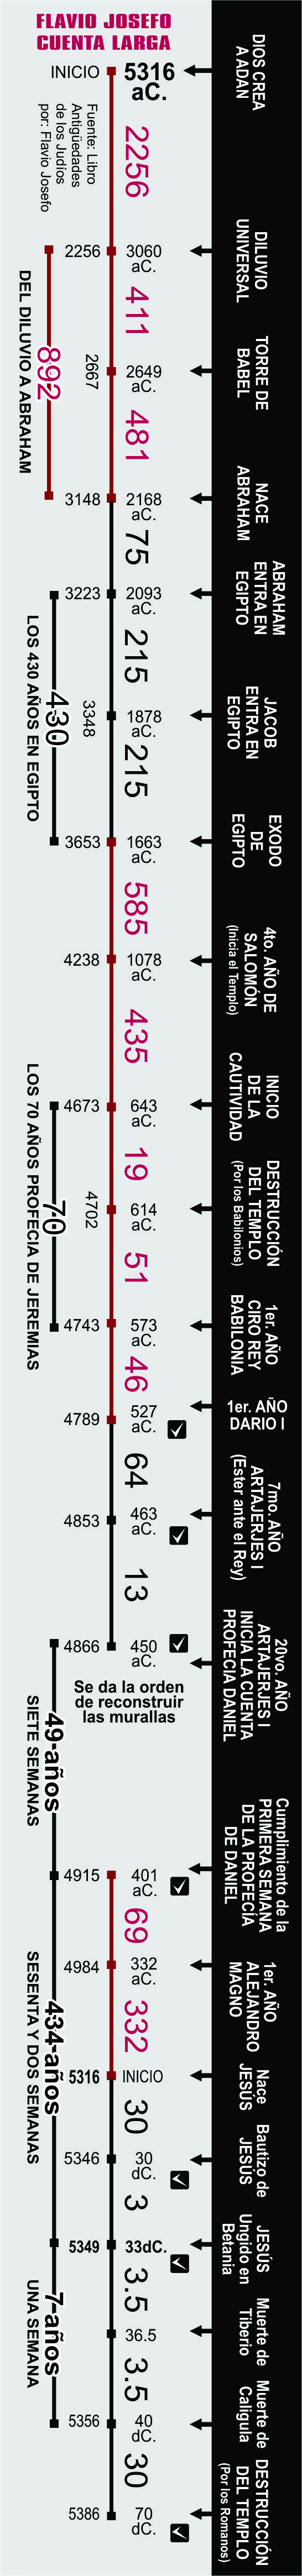 FLAVIO JOSEFO
CUENTA LARGA
INICIO
5316
aC.
DIOS CREA
A ADAN
Fuente: Libro
Antigüedades
de los Judíos
por: Flavio Josefo
2256
2256
3060
aC.
DILUVIO
UNIVERSAL
411
892
DEL DILUVIO A ABRAHAM
2667
2649
aC.
TORRE DE
BABEL
481
3148
2168
aC.
NACE
ABRAHAM
75
3223
2093
aC.
ABRAHAM
ENTRA EN
EGIPTO
215
430
LOS 430 AÑOS EN EGIPTO
3348
1878
aC.
JACOB
ENTRA EN
EGIPTO
215
3653
1663
aC.
EXODO
DE
EGIPTO
585
4238
1078
aC.
4to. AÑO DE
SALOMÓN
(Inicia el Templo)
435
4673
643
aC.
INICIO
DE LA
CAUTIVIDAD
19
70
LOS 70 AÑOS PROFECIA DE JEREMIAS
4702
614
aC.
DESTRUCCIÓN
DEL TEMPLO
(Por los Babilonios)
51
4743
573
aC.
1er. AÑO
CIRO REY
BABILONIA
46
4789
527
aC.
1er. AÑO
DARIO I
64
4853
463
aC.
7mo. AÑO
ARTAJERJES I
(Ester ante el Rey)
13
4866
450
aC.
20vo. AÑO
ARTAJERJES I
INICIA LA CUENTA
PROFECIA DANIEL
Se da la orden
de reconstruir
las murallas
49-años
SIETE SEMANAS
4915
401
aC.
Cumplimiento de la
PRIMERA SEMANA
DE LA PROFECÍA
DE DANIEL
69
4984
332
aC.
1er. AÑO
ALEJANDRO
MAGNO
332
434-años
SESENTA Y DOS SEMANAS
5316
INICIO
Nace
JESÚS
30
5346
30
dC.
Bautizo de
JESÚS
3
5349
33dC.
JESÚS
Ungido en
Betania
3.5
7-años
UNA SEMANA
36.5
Muerte de
Tiberio
3.5
5356
40
dC.
Muerte de
Caligula
30
5386
70
dC.
DESTRUCCIÓN
DEL TEMPLO
(Por los Romanos)